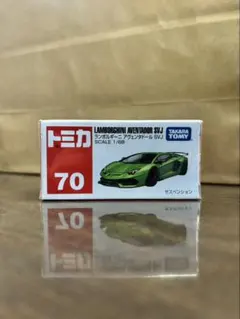 トミカ
70
LAMBORGHINI AVENTADOR SVJ
ランボルギーニ アヴェンタドール SVJ
SCALE 1/68
TAKARA
TOMY
サスペンション